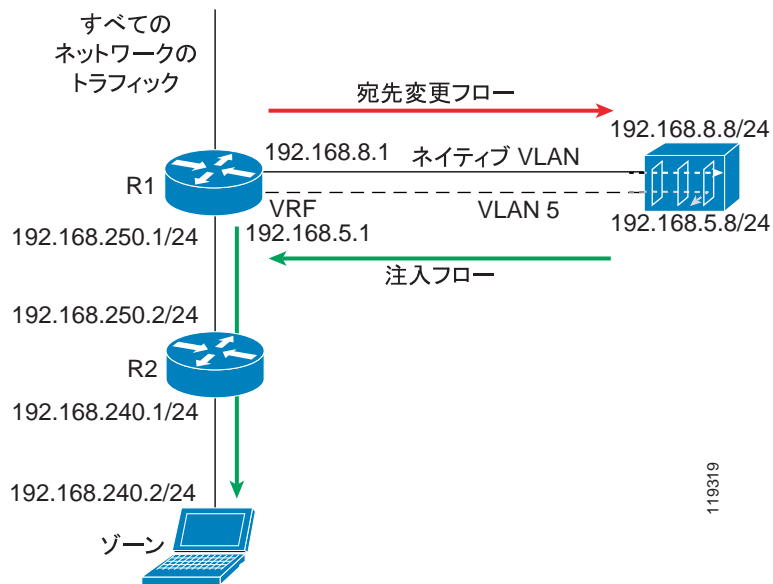 すべての
ネットワークの
トラフィック
宛先変更フロー
192.168.8.8/24
192.168.8.1
ネイティブ VLAN
R1
VRF
VLAN 5
192.168.5.8/24
192.168.250.1/24
192.168.5.1
注入フロー
192.168.250.2/24
R2
192.168.240.1/24
192.168.240.2/24
ゾーン
119319